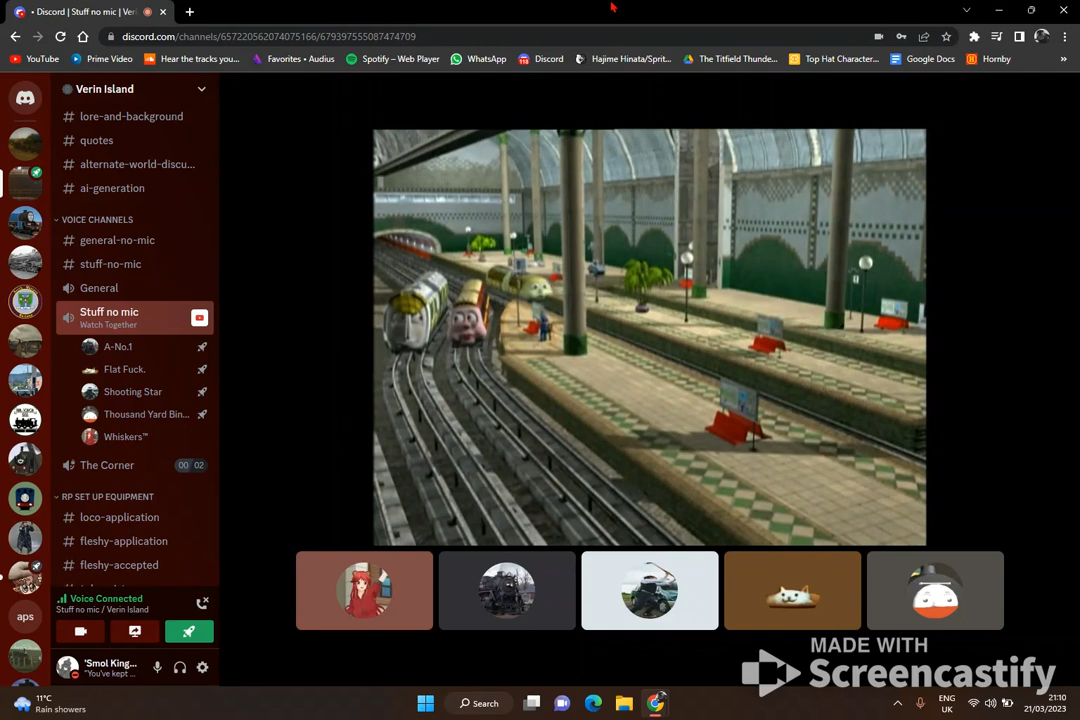 • Discord | Stuff no mic | Veri
discord.com/channels/657220562074075166/679397555087474709
YouTube
Prime Video
Hear the tracks you...
Favorites • Audius
Spotify – Web Player
WhatsApp
118
Discord
Hajime Hinata/Sprit...
The Titfield Thunde...
Top Hat Character...
Google Docs
Hornby
»
Verin Island
# lore-and-background
# quotes
# alternate-world-discu...
# ai-generation
VOICE CHANNELS
# general-no-mic
# stuff-no-mic
General
Stuff no mic
Watch Together
A-No.1
Flat Fuck.
Shooting Star
Thousand Yard Bin...
Whiskers™
The Corner 00 02
RP SET UP EQUIPMENT
# loco-application
# fleshy-application
# fleshy-accepted
aps
Voice Connected
Stuff no mic / Verin Island
'Smol King...
"You've kept ...
MADE WITH
Screencastify
11°C
Rain showers
Search
ENG
UK
21:10
21/03/2023